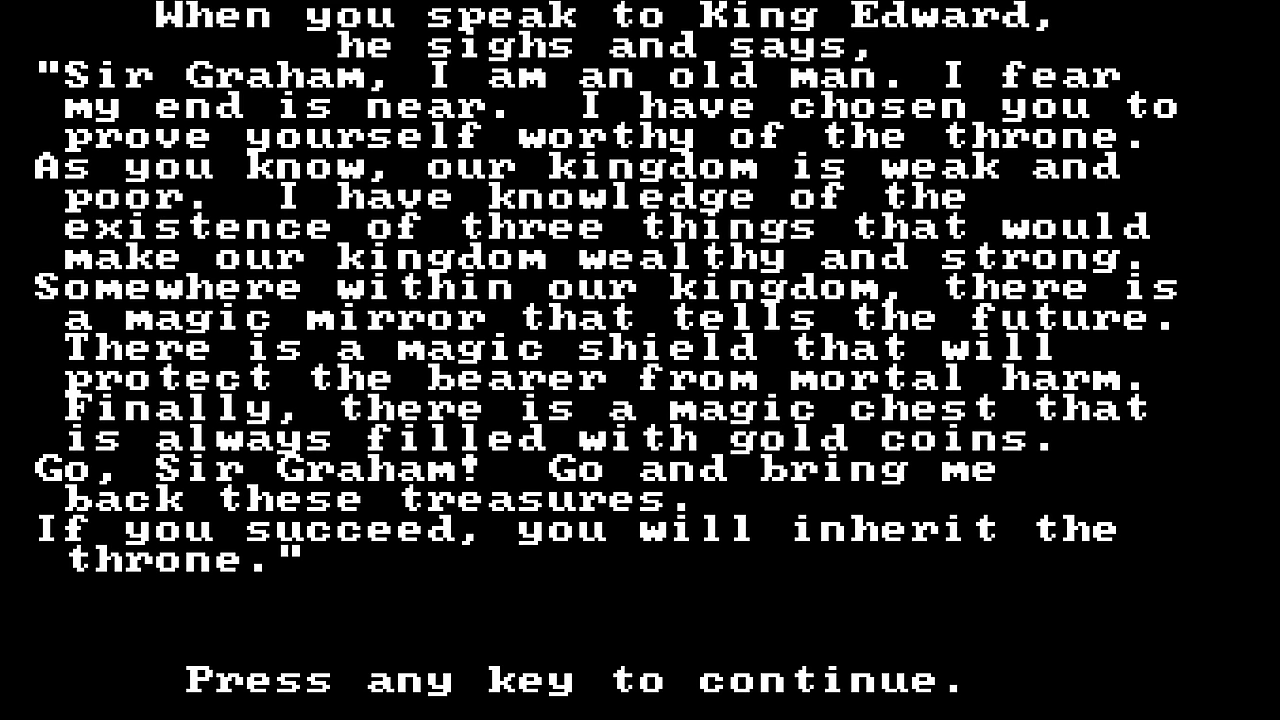 When you speak to King Edward,
he sighs and says,
"Sir Graham, I am an old man. I fear
my end is near.  I have chosen you to
prove yourself worthy of the throne.
As you know, our kingdom is weak and
poor.  I have knowledge of the
existence of three things that would
make our kingdom wealthy and strong.
Somewhere within our kingdom, there is
a magic mirror that tells the future.
There is a magic shield that will
protect the bearer from mortal harm.
Finally, there is a magic chest that
is always filled with gold coins.
Go, Sir Graham!  Go and bring me
back these treasures.
If you succeed, you will inherit the
throne."
Press any key to continue.